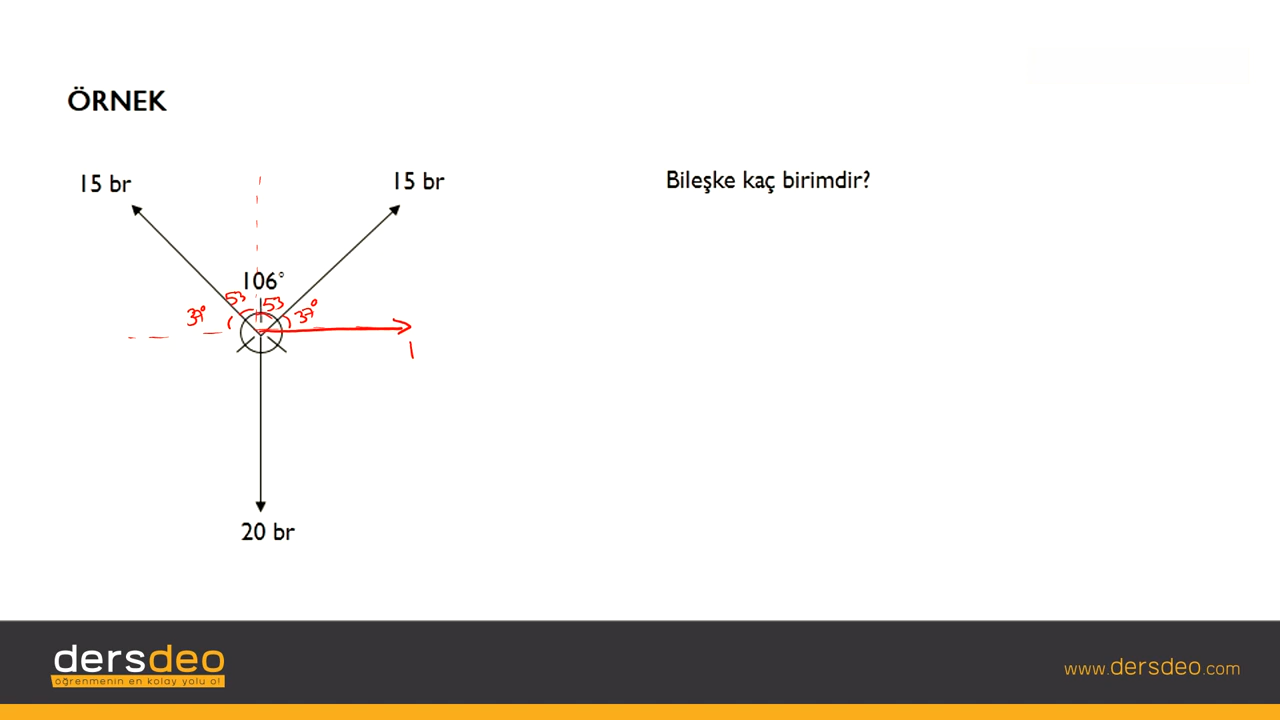 ÖRNEK
15 br
15 br
Bileşke kaç birimdir?
106°
53
53
37°
37°
1
20 br
dersdeo
öğrenmenin en kolay yolu o!
www.dersdeo.com